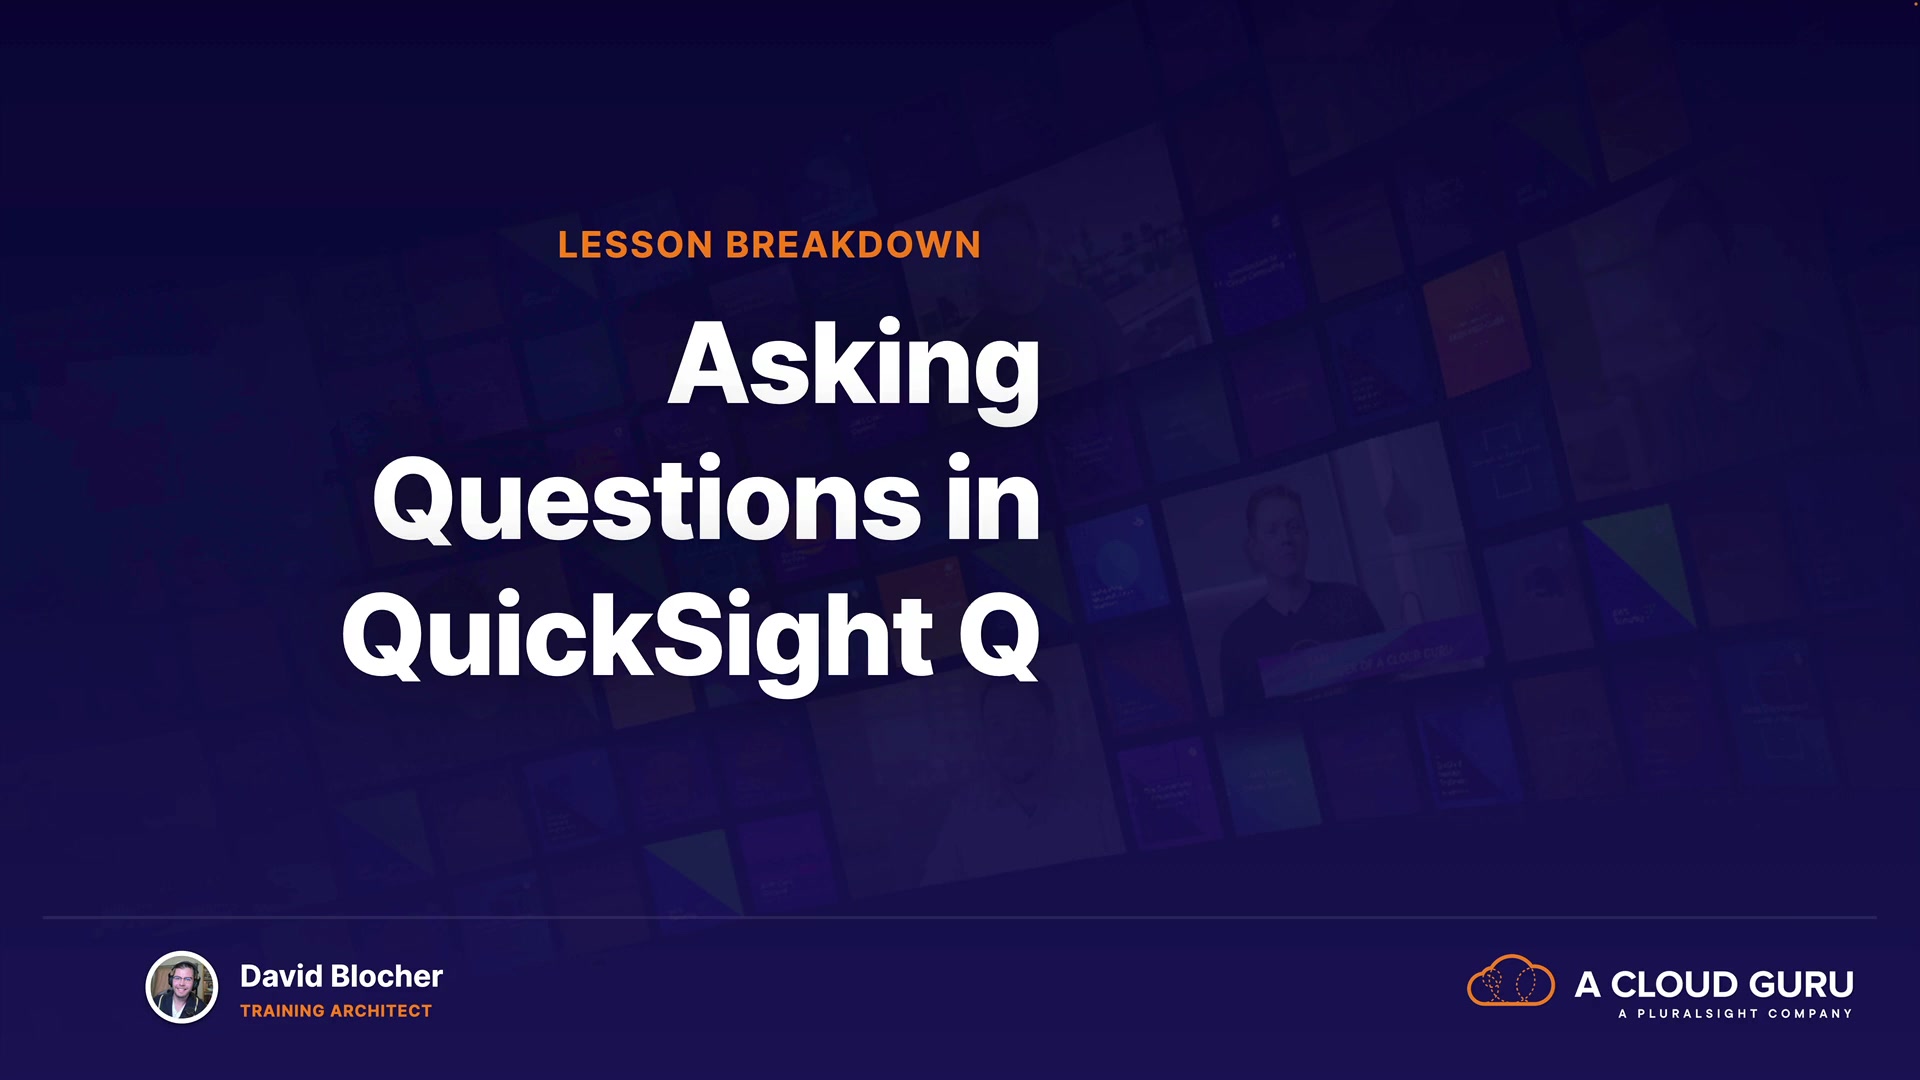 LESSON BREAKDOWN
Asking
Questions in
QuickSight Q
David Blocher
TRAINING ARCHITECT
A CLOUD GURU
A PLURALSIGHT COMPANY